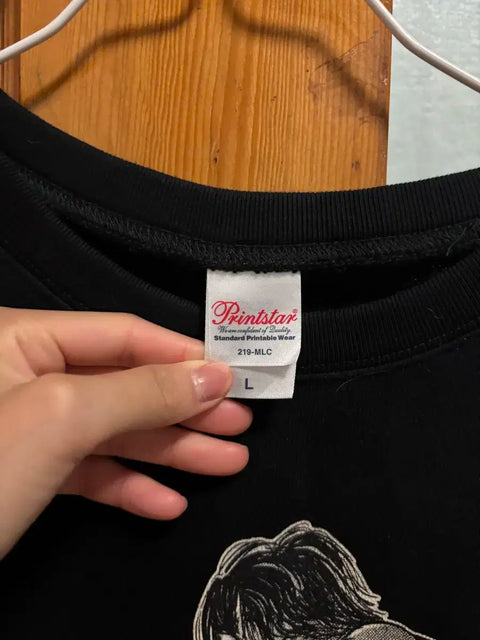 Printstar
We are confident of Quality.
Standard Printable Wear
219-MLC
L